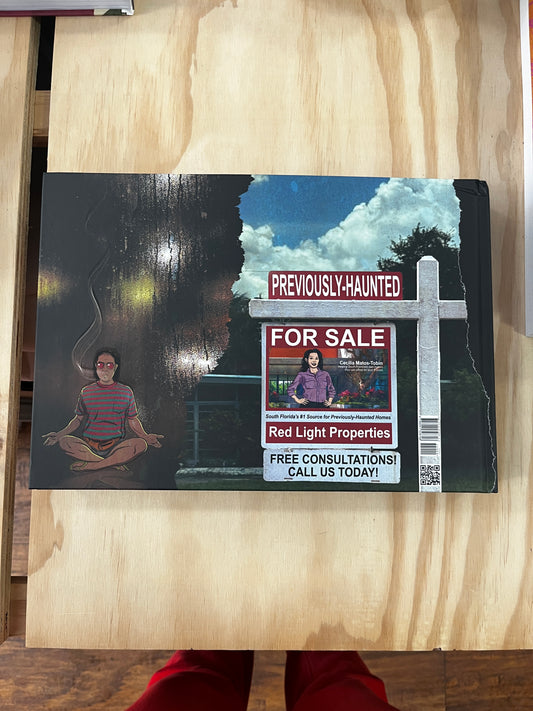 PREVIOUSLY-HAUNTED
FOR SALE
Cecilia Matos-Tobin
South Florida's #1 Source for Previously-Haunted Homes
Red Light Properties
FREE CONSULTATIONS!
CALL US TODAY!